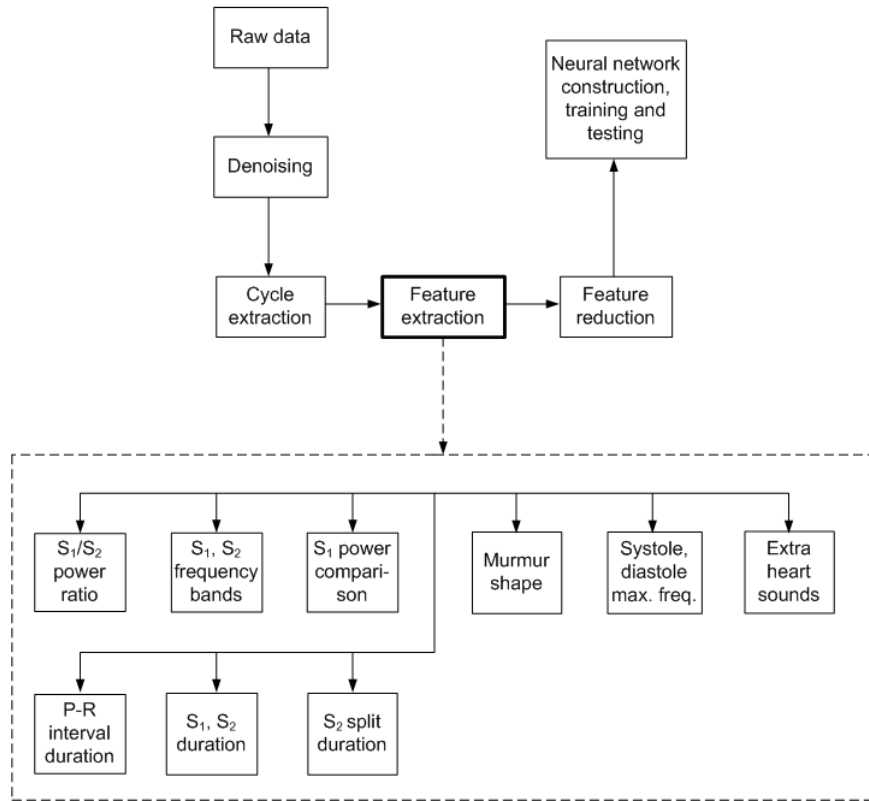 Raw data
Neural network
construction,
training and
testing
Denoising
Cycle
extraction
Feature
extraction
Feature
reduction
S₁/S₂
power
ratio
S₁, S₂
frequency
bands
S₁ power
compari-
son
Murmur
shape
Systole,
diastole
max. freq.
Extra
heart
sounds
P-R
interval
duration
S₁, S₂
duration
S₂ split
duration